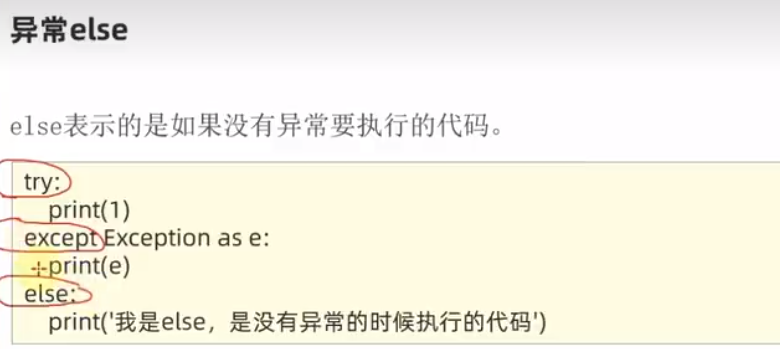 异常else
else表示的是如果没有异常要执行的代码。
try:
print(1)
except Exception as e:
print(e)
else:
print('我是else，是没有异常的时候执行的代码')